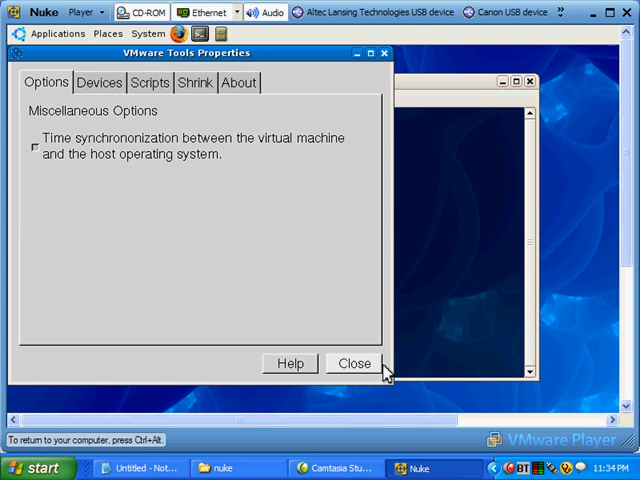 Nuke Player CD-ROM Ethernet Audio Altec Lansing Technologies USB device Canon USB device
Applications Places System
VMware Tools Properties
Options Devices Scripts Shrink About
Miscellaneous Options
Time synchrononization between the virtual machine
and the host operating system.
Help Close
To return to your computer, press Ctrl+Alt.
VMware Player
start Untitled - Not... nuke Camtasia Stu... Nuke BT 11:34 PM